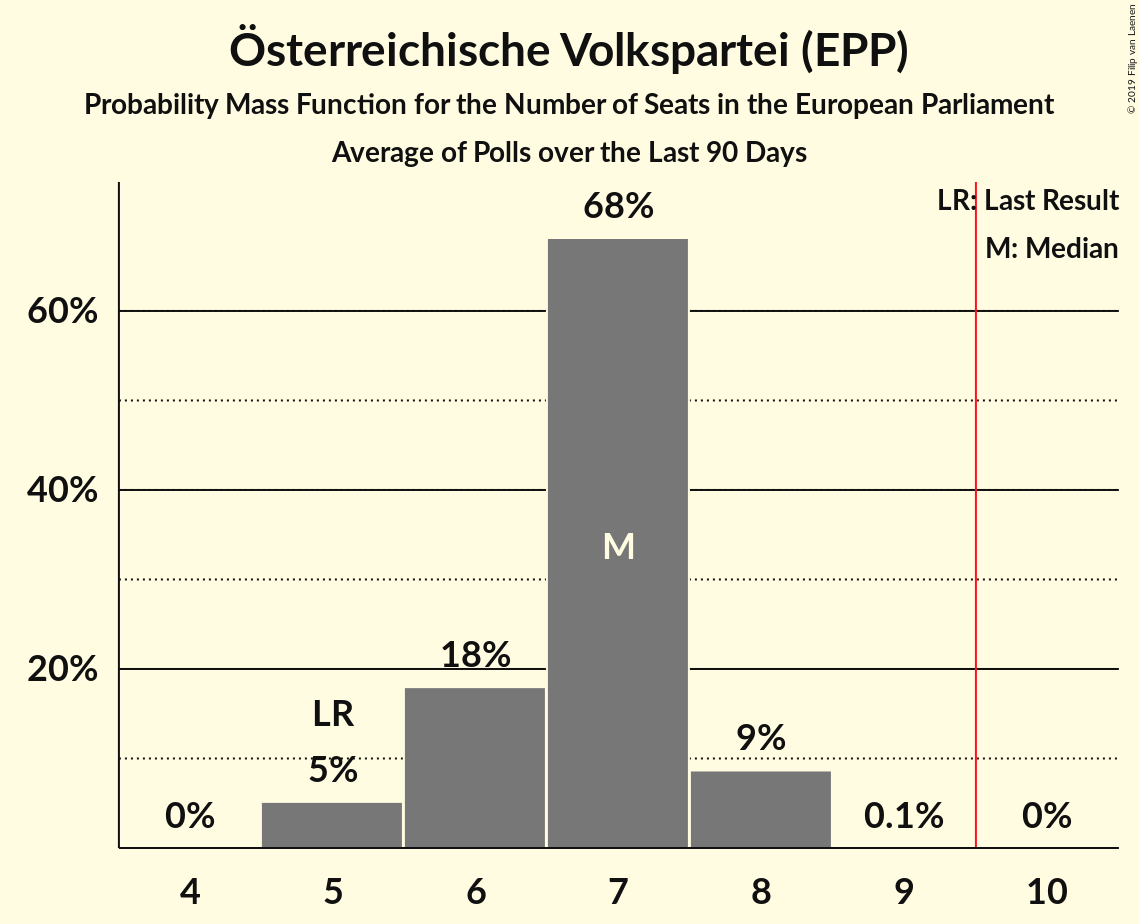 Österreichische Volkspartei (EPP)
Probability Mass Function for the Number of Seats in the European Parliament
Average of Polls over the Last 90 Days
© 2019 Filip van Laenen
LR: Last Result
M: Median
68%
60%
40%
M
18%
20%
LR
5%
9%
0%
0.1%
0%
4 5 6 7 8 9 10